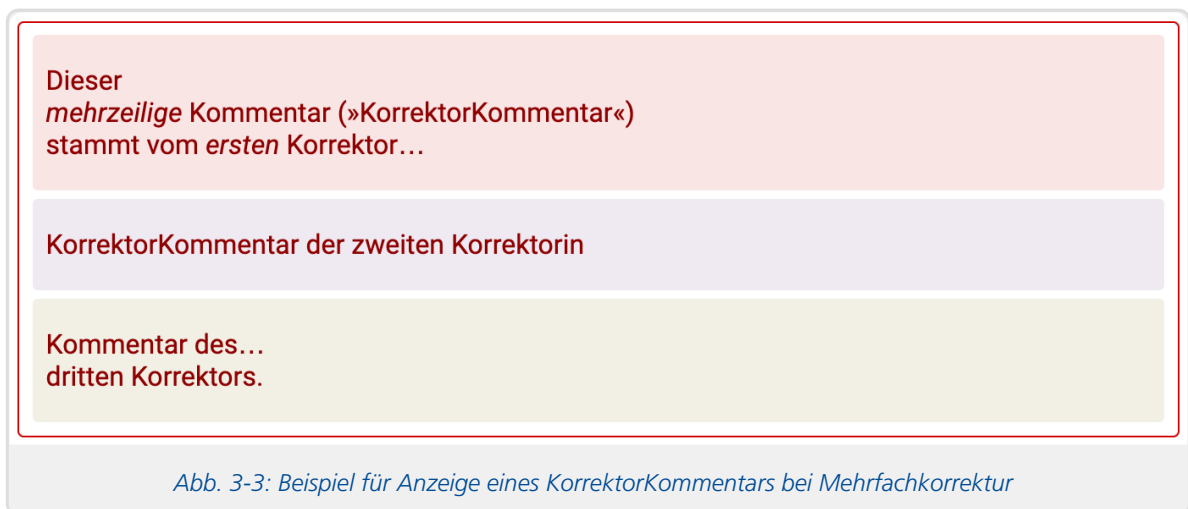 Dieser
mehrzeilige Kommentar (»KorrektorKommentar«)
stammt vom ersten Korrektor…
KorrektorKommentar der zweiten Korrektorin
Kommentar des…
dritten Korrektors.
Abb. 3-3: Beispiel für Anzeige eines KorrektorKommentars bei Mehrfachkorrektur